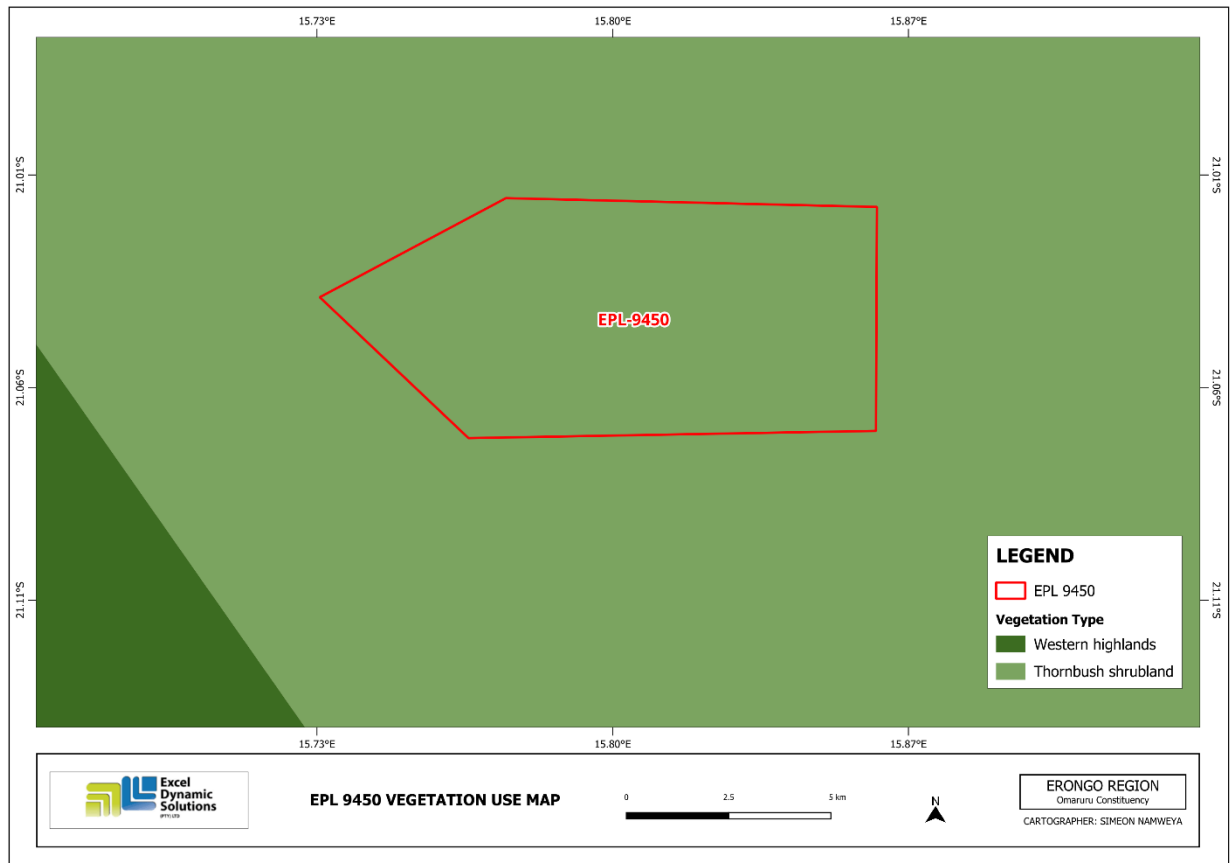 15.73°E
15.80°E
15.87°E
21.01°S
21.01°S
EPL-9450
21.06°S
21.06°S
LEGEND
EPL 9450
Vegetation Type
Western highlands
Thornbush shrubland
21.11°S
21.11°S
15.73°E
15.80°E
15.87°E
Excel
Dynamic
Solutions
(PTY) LTD
EPL 9450 VEGETATION USE MAP
0 2.5 5 km
N
ERONGO REGION
Omaruru Constituency
CARTOGRAPHER: SIMEON NAMWEYA